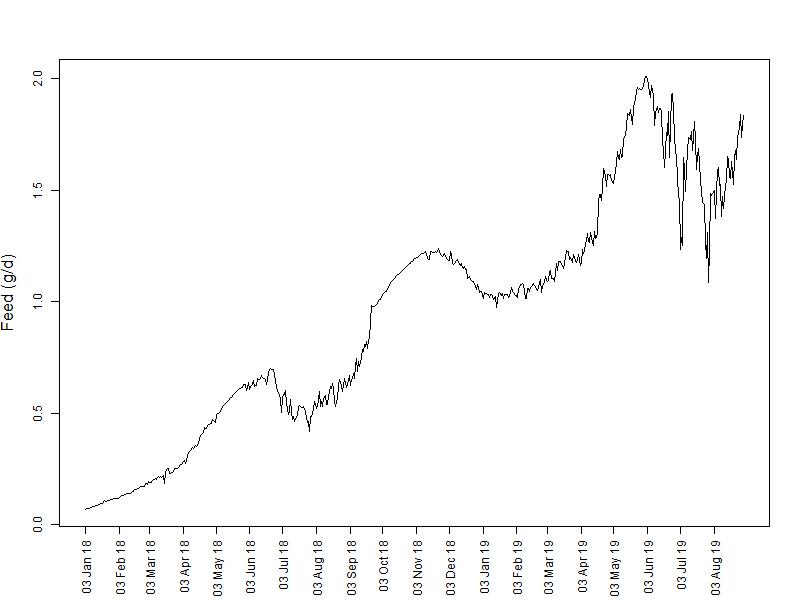 Feed (g/d)
2.0
1.5
1.0
0.5
0.0
03 Jan 18
03 Feb 18
03 Mar 18
03 Apr 18
03 May 18
03 Jun 18
03 Jul 18
03 Aug 18
03 Sep 18
03 Oct 18
03 Nov 18
03 Dec 18
03 Jan 19
03 Feb 19
03 Mar 19
03 Apr 19
03 May 19
03 Jun 19
03 Jul 19
03 Aug 19